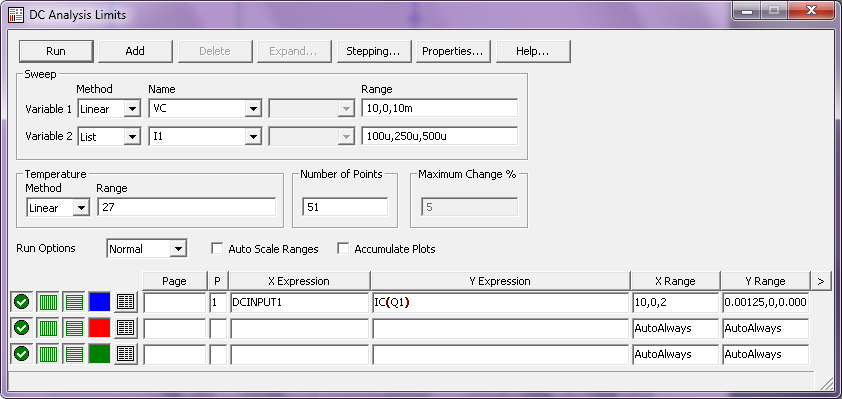 DC Analysis Limits
Run Add Delete Expand... Stepping... Properties... Help...
Sweep
Method Name Range
Variable 1 Linear VC 10,0,10m
Variable 2 List I1 100u,250u,500u
Temperature Number of Points Maximum Change %
Method Range
Linear 27 51 5
Run Options Normal Auto Scale Ranges Accumulate Plots
Page P X Expression Y Expression X Range Y Range >
1 DCINPUT1 IC(Q1) 10,0,2 0.00125,0,0.000
AutoAlways AutoAlways
AutoAlways AutoAlways